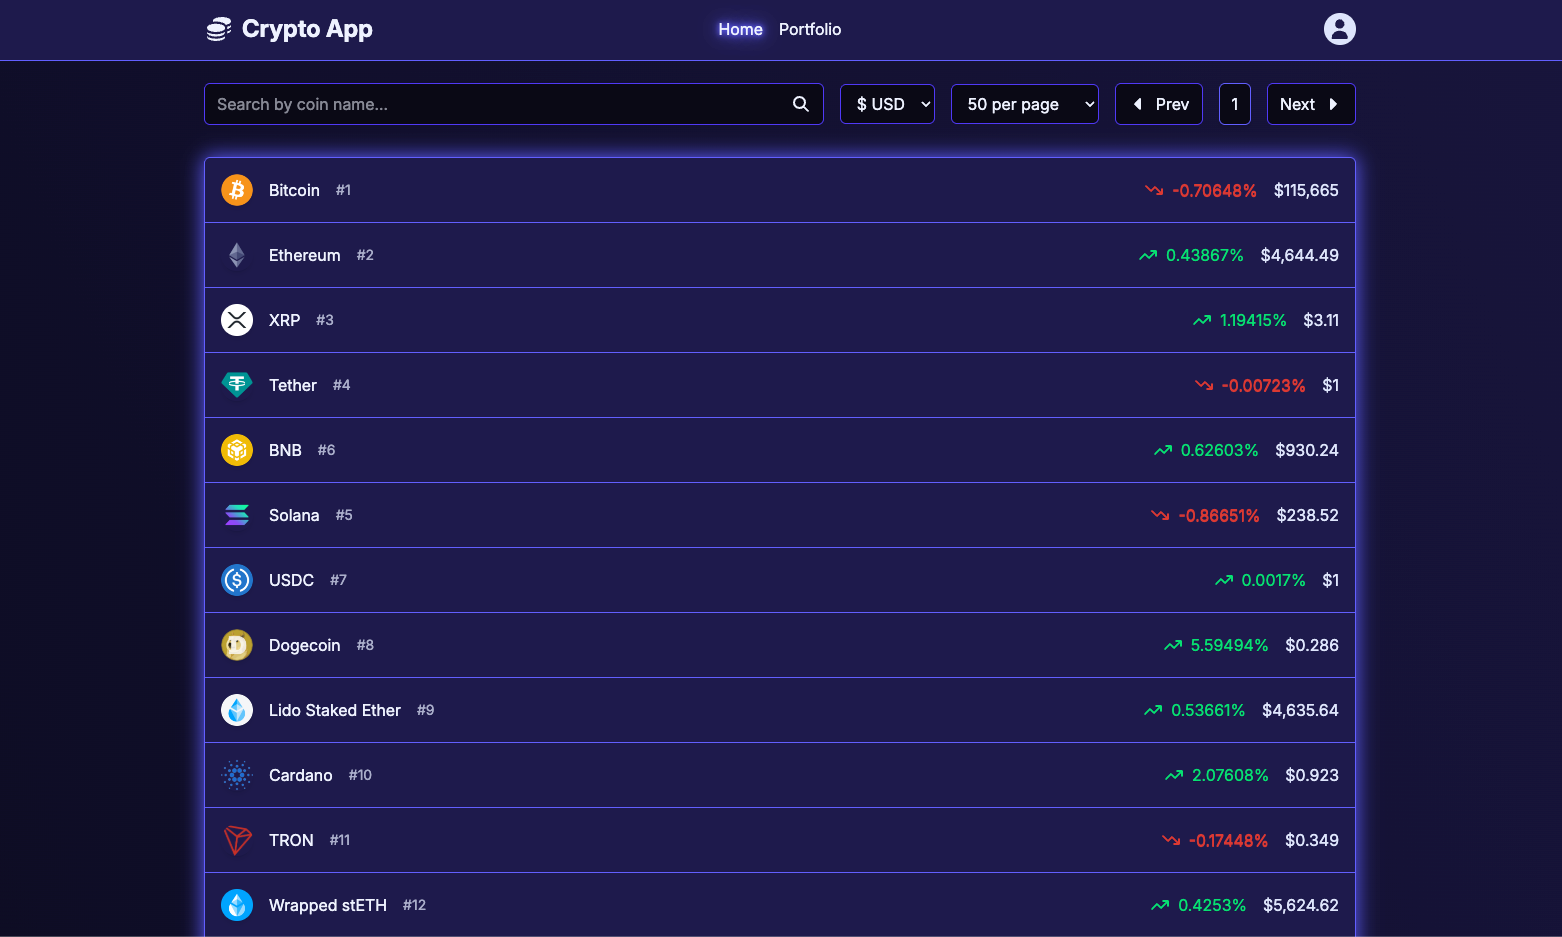 Crypto App Home Portfolio
Search by coin name... $ USD 50 per page Prev 1 Next
Bitcoin #1 -0.70648% $115,665
Ethereum #2 0.43867% $4,644.49
XRP #3 1.19415% $3.11
Tether #4 -0.00723% $1
BNB #6 0.62603% $930.24
Solana #5 -0.86651% $238.52
USDC #7 0.0017% $1
Dogecoin #8 5.59494% $0.286
Lido Staked Ether #9 0.53661% $4,635.64
Cardano #10 2.07608% $0.923
TRON #11 -0.17448% $0.349
Wrapped stETH #12 0.4253% $5,624.62